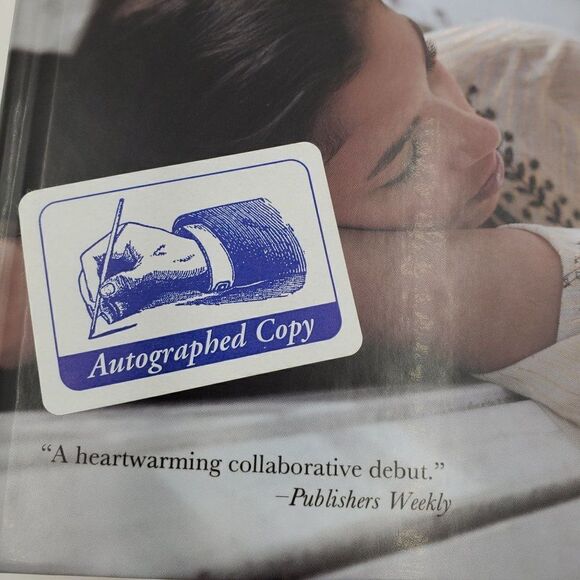 Autographed Copy
“A heartwarming collaborative debut.”
–Publishers Weekly